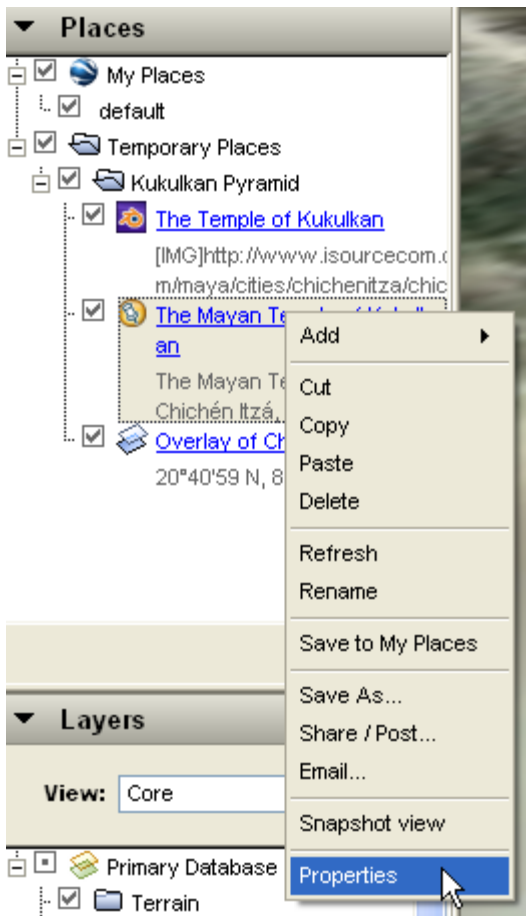 Places
My Places
default
Temporary Places
Kukulkan Pyramid
The Temple of Kukulkan
[IMG]http://www.isourcecom.c
m/maya/cities/chichenitza/chic
The Mayan
an
The Mayan
Chichén Itzá,
Overlay of
20°40'59 N, 8
Add
Cut
Copy
Paste
Delete
Refresh
Rename
Save to My Places
Save As...
Share / Post...
Email...
Snapshot view
Properties
Layers
View: Core
Primary Database
Terrain